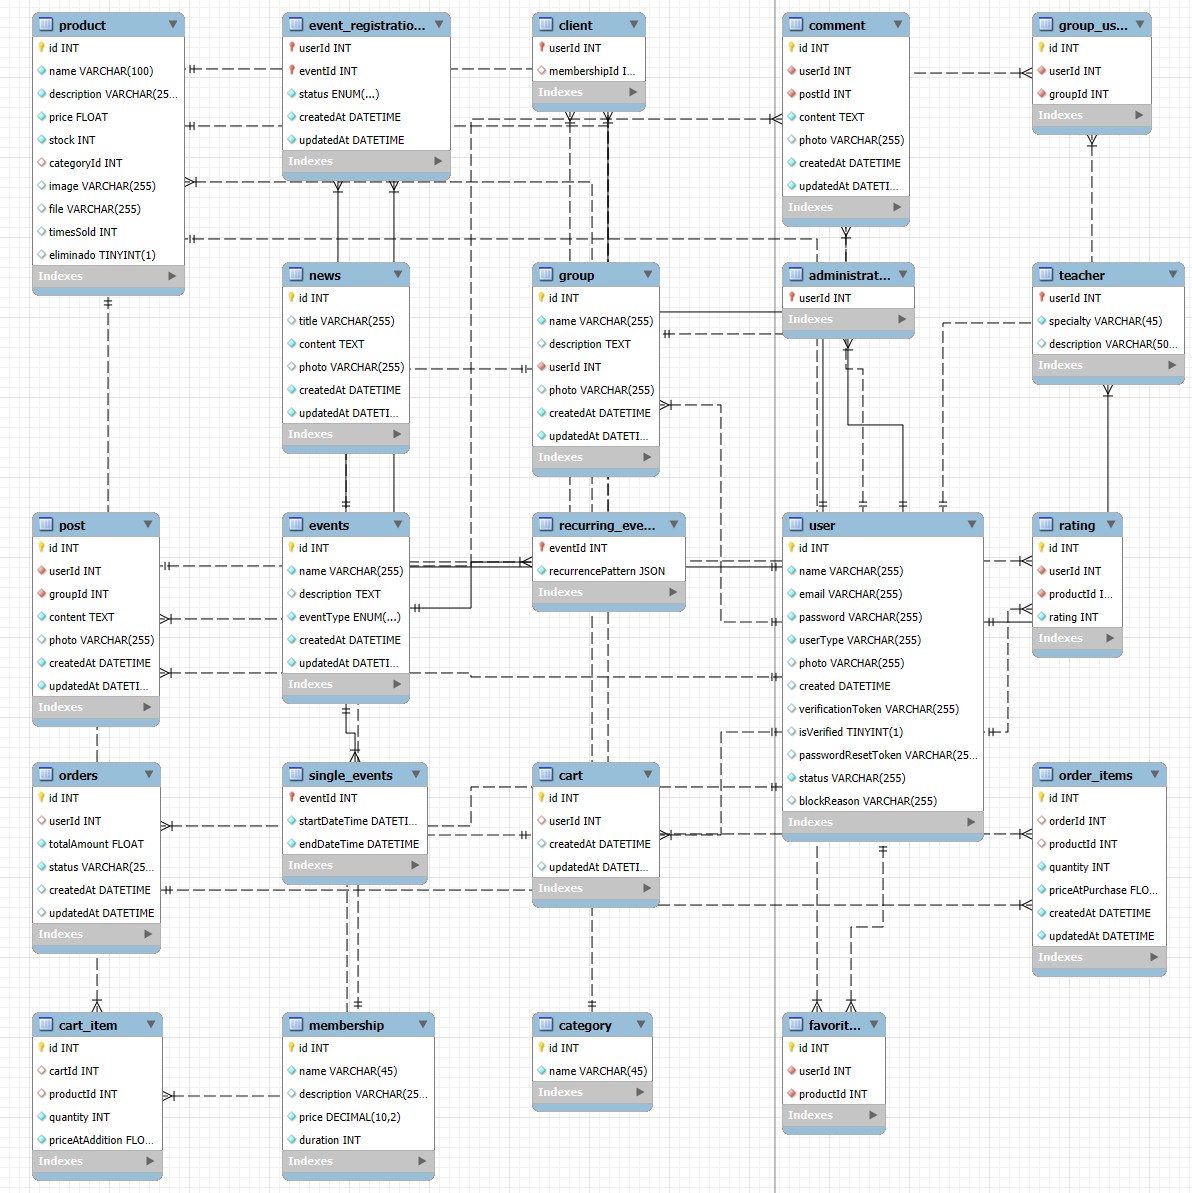 product
id INT
name VARCHAR(100)
description VARCHAR(25...
price FLOAT
stock INT
categoryId INT
image VARCHAR(255)
file VARCHAR(255)
timesSold INT
eliminado TINYINT(1)
Indexes
event_registratio...
userId INT
eventId INT
status ENUM(...)
createdAt DATETIME
updatedAt DATETIME
Indexes
client
userId INT
membershipId I...
Indexes
comment
id INT
userId INT
postId INT
content TEXT
photo VARCHAR(255)
createdAt DATETIME
updatedAt DATETI...
Indexes
group_us...
id INT
userId INT
groupId INT
Indexes
news
id INT
title VARCHAR(255)
content TEXT
photo VARCHAR(255)
createdAt DATETIME
updatedAt DATETI...
Indexes
group
id INT
name VARCHAR(255)
description TEXT
userId INT
photo VARCHAR(255)
createdAt DATETIME
updatedAt DATETI...
Indexes
administrat...
userId INT
Indexes
teacher
userId INT
specialty VARCHAR(45)
description VARCHAR(50...
Indexes
post
id INT
userId INT
groupId INT
content TEXT
photo VARCHAR(255)
createdAt DATETIME
updatedAt DATETI...
Indexes
events
id INT
name VARCHAR(255)
description TEXT
eventType ENUM(...)
createdAt DATETIME
updatedAt DATETI...
Indexes
recurring_eve...
eventId INT
recurrencePattern JSON
Indexes
user
id INT
name VARCHAR(255)
email VARCHAR(255)
password VARCHAR(255)
userType VARCHAR(255)
photo VARCHAR(255)
created DATETIME
verificationToken VARCHAR(255)
isVerified TINYINT(1)
passwordResetToken VARCHAR(25...
status VARCHAR(255)
blockReason VARCHAR(255)
Indexes
rating
id INT
userId INT
productId I...
rating INT
Indexes
orders
id INT
userId INT
totalAmount FLOAT
status VARCHAR(25...
createdAt DATETIME
updatedAt DATETIME
Indexes
single_events
eventId INT
startDateTime DATETI...
endDateTime DATETIME
Indexes
cart
id INT
userId INT
createdAt DATETIME
updatedAt DATETI...
Indexes
order_items
id INT
orderId INT
productId INT
quantity INT
priceAtPurchase FLO...
createdAt DATETIME
updatedAt DATETIME
Indexes
cart_item
id INT
cartId INT
productId INT
quantity INT
priceAtAddition FLO...
Indexes
membership
id INT
name VARCHAR(45)
description VARCHAR(25...
price DECIMAL(10,2)
duration INT
Indexes
category
id INT
name VARCHAR(45)
Indexes
favorit...
id INT
userId INT
productId INT
Indexes